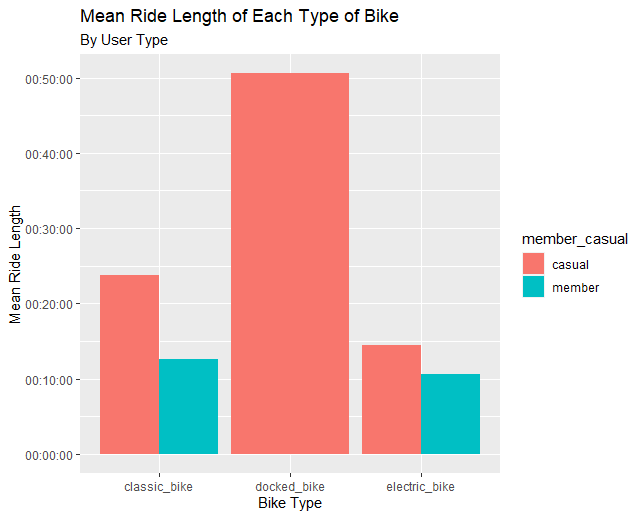 Mean Ride Length of Each Type of Bike
By User Type
Mean Ride Length
00:50:00
00:40:00
00:30:00
00:20:00
00:10:00
00:00:00
classic_bike
docked_bike
electric_bike
Bike Type
member_casual
casual
member